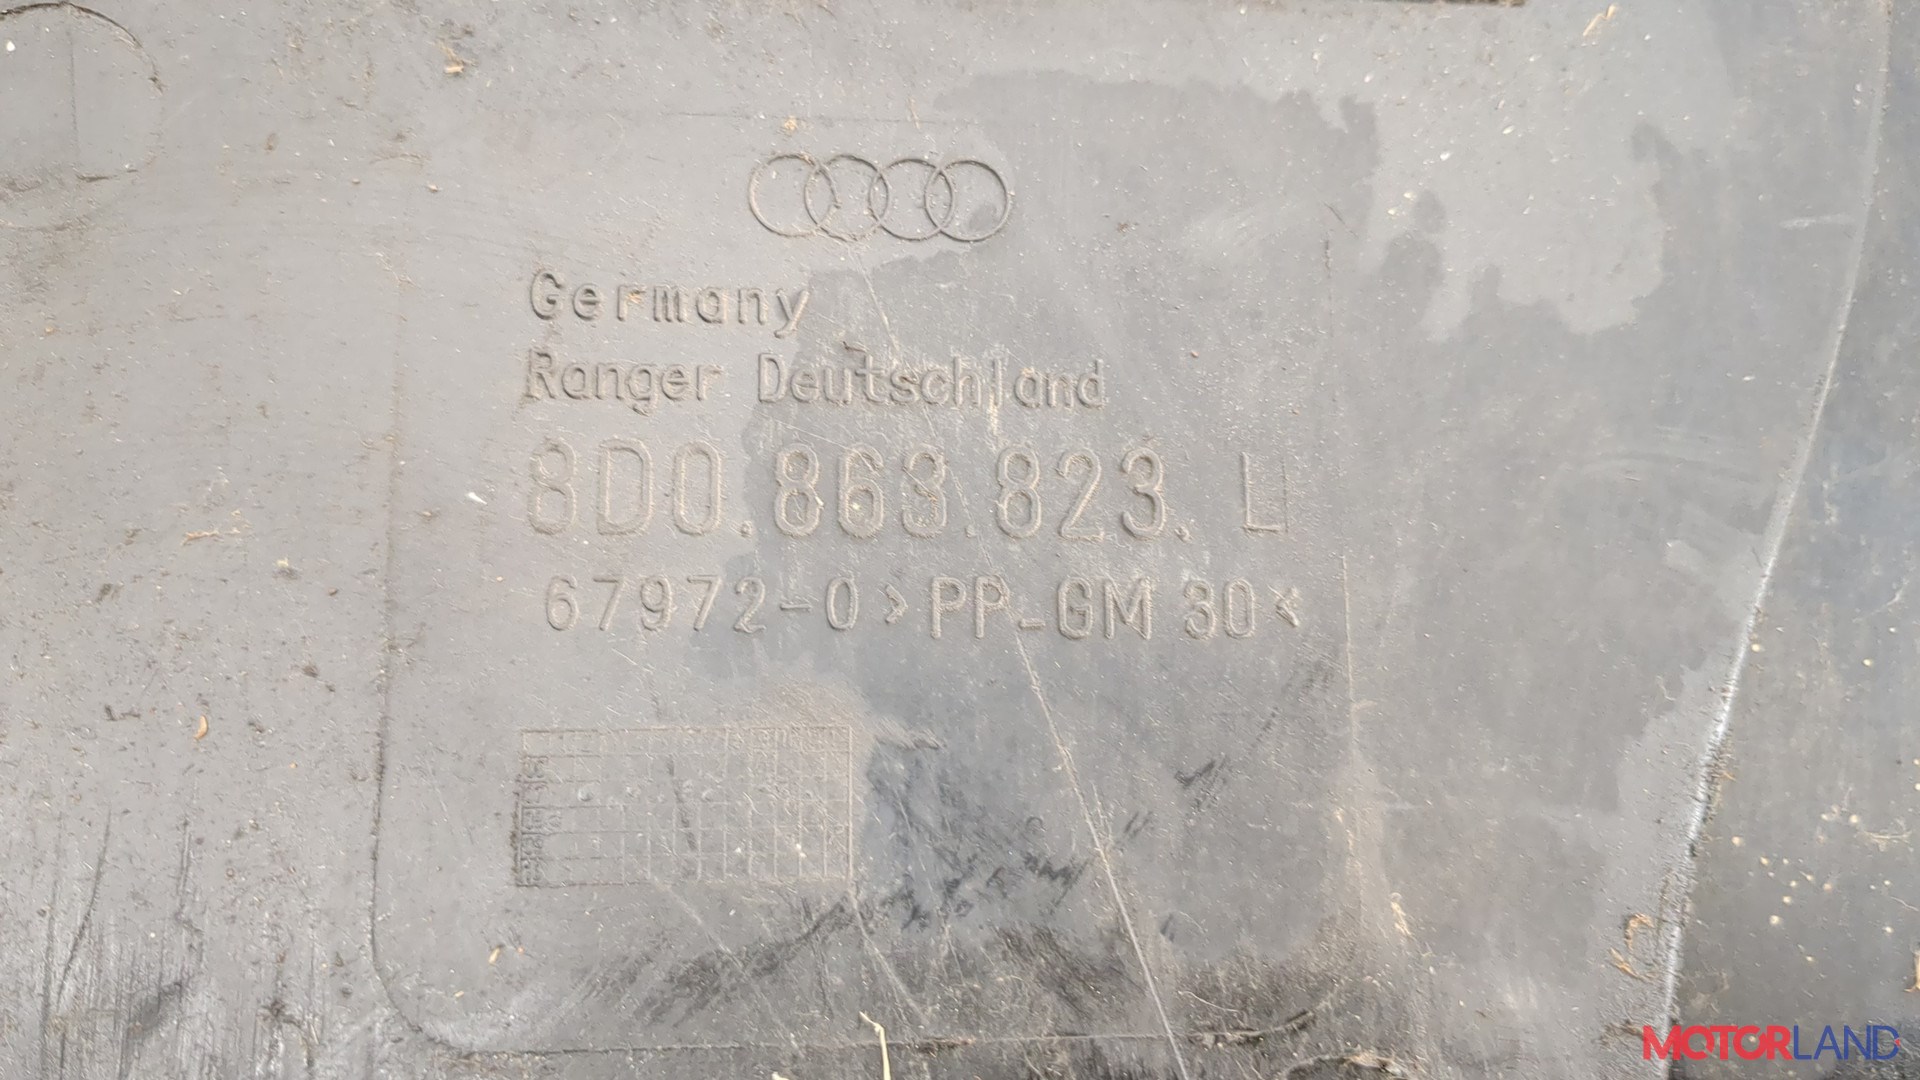 Germany
Ranger Deutschland
8D0.863.823. L
67972-0 >PP-GM 30<
MOTORLAND